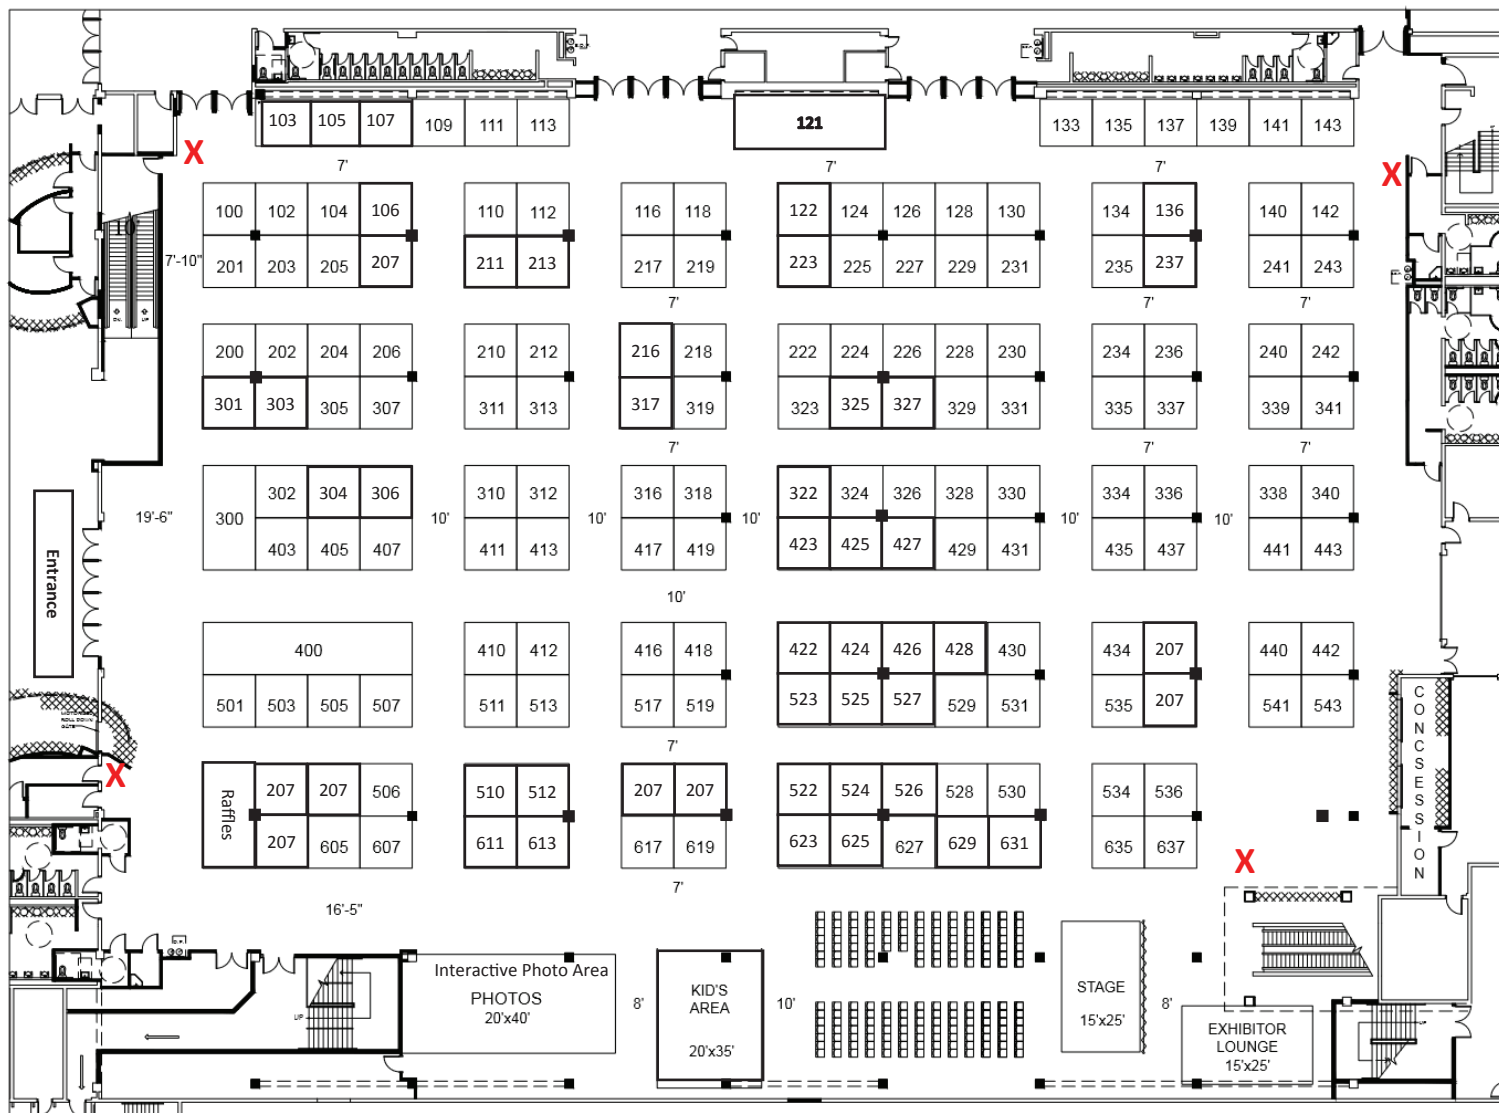 103 105 107 109 111 113
121
133 135 137 139 141 143
X
7' 7' 7'
X
100 102 104 106 110 112 116 118 122 124 126 128 130 134 136 140 142
10'
7'-10"
201 203 205 207 211 213 217 219 223 225 227 229 231 235 237 241 243
7' 7' 7'
200 202 204 206 210 212 216 218 222 224 226 228 230 234 236 240 242
301 303 305 307 311 313 317 319 323 325 327 329 331 335 337 339 341
7' 7' 7'
302 304 306 310 312 316 318 322 324 326 328 330 334 336 338 340
19'-6" 300 10' 10' 10' 10' 10'
403 405 407 411 413 417 419 423 425 427 429 431 435 437 441 443
Entrance
10'
400 410 412 416 418 422 424 426 428 430 434 207 440 442
501 503 505 507 511 513 517 519 523 525 527 529 531 535 207 541 543
ROLL DOWN
GATE
7'
X
CONCSESSION
Raffles
207 207 506 510 512 207 207 522 524 526 528 530 534 536
207 605 607 611 613 617 619 623 625 627 629 631 635 637
X
7'
16'-5"
Interactive Photo Area
PHOTOS
20'x40'
8'
KID'S
AREA
20'x35'
10'
STAGE
15'x25'
8'
EXHIBITOR
LOUNGE
15'x25'
UP